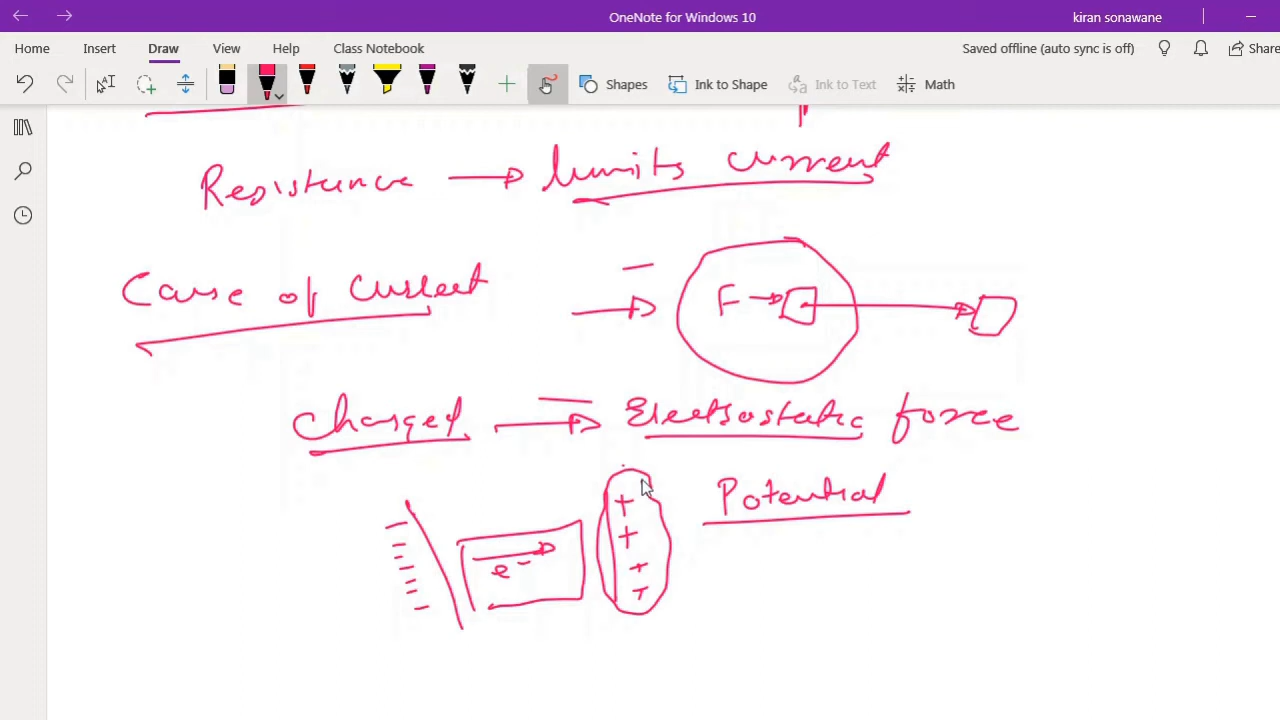 OneNote for Windows 10
kiran sonawane
Home Insert Draw View Help Class Notebook
Saved offline (auto sync is off)
Share
Shapes Ink to Shape Ink to Text Math
Resistance → limits current
Cause of Current
F →
Charged → Electrostatic force
Potential
- - - - - -
e-
+ + + +